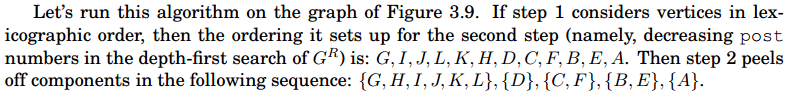 Let's run this algorithm on the graph of Figure 3.9. If step 1 considers vertices in lex-
icographic order, then the ordering it sets up for the second step (namely, decreasing post
numbers in the depth-first search of G^R) is: G, I, J, L, K, H, D, C, F, B, E, A. Then step 2 peels
off components in the following sequence: {G, H, I, J, K, L}, {D}, {C, F}, {B, E}, {A}.